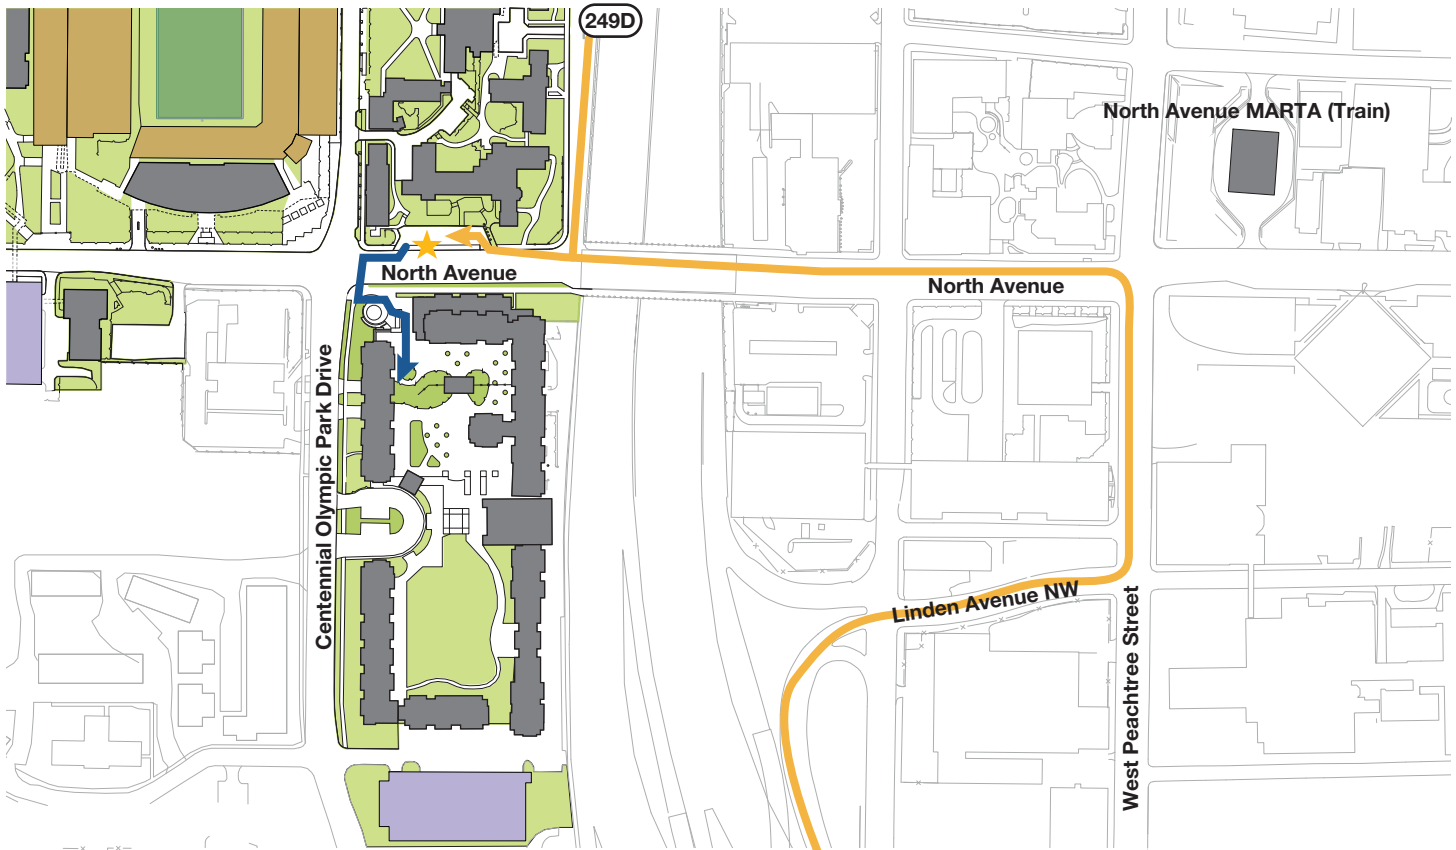 249D
North Avenue MARTA (Train)
North Avenue
North Avenue
Centennial Olympic Park Drive
Linden Avenue NW
West Peachtree Street